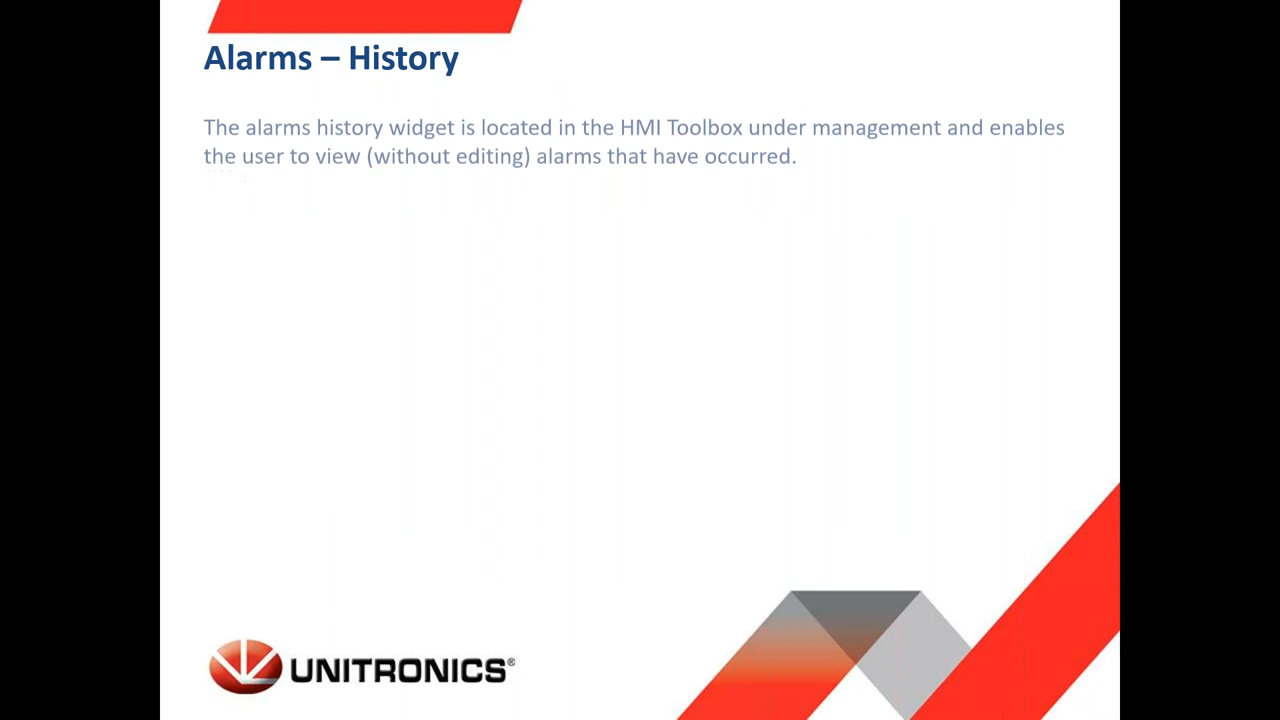 Alarms – History
The alarms history widget is located in the HMI Toolbox under management and enables
the user to view (without editing) alarms that have occurred.
UNITRONICS®